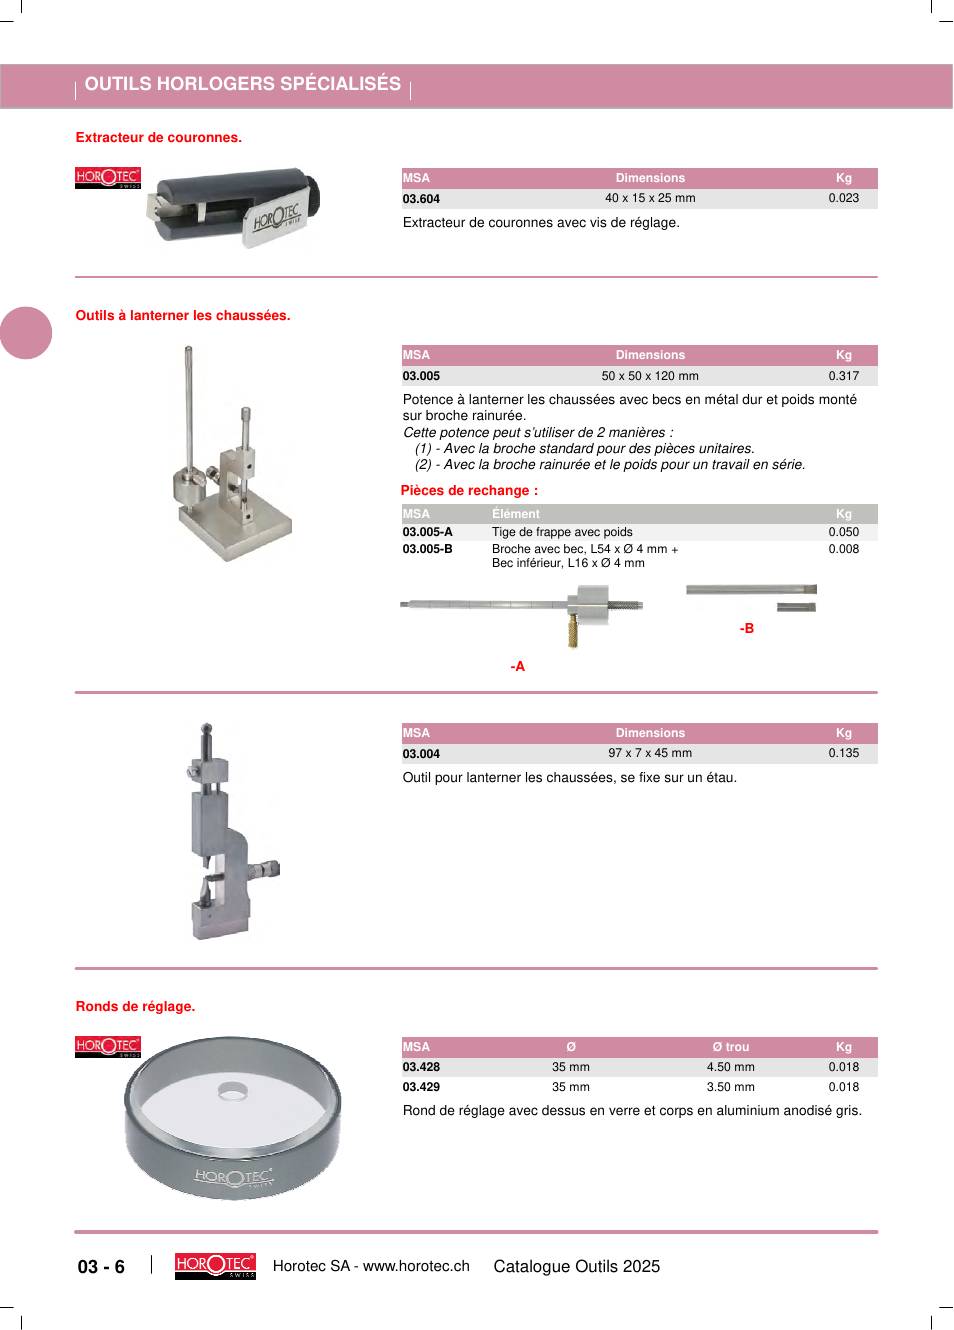 OUTILS HORLOGERS SPÉCIALISÉS
Extracteur de couronnes.
HOROTEC®
SWISS
HOROTEC
SWISS
MSA Dimensions Kg
03.604 40 x 15 x 25 mm 0.023
Extracteur de couronnes avec vis de réglage.
Outils à lanterner les chaussées.
MSA Dimensions Kg
03.005 50 x 50 x 120 mm 0.317
Potence à lanterner les chaussées avec becs en métal dur et poids monté
sur broche rainurée.
Cette potence peut s'utiliser de 2 manières :
(1) - Avec la broche standard pour des pièces unitaires.
(2) - Avec la broche rainurée et le poids pour un travail en série.
Pièces de rechange :
MSA Élément Kg
03.005-A Tige de frappe avec poids 0.050
03.005-B Broche avec bec, L54 x Ø 4 mm + 0.008
Bec inférieur, L16 x Ø 4 mm
-B
-A
MSA Dimensions Kg
03.004 97 x 7 x 45 mm 0.135
Outil pour lanterner les chaussées, se fixe sur un étau.
Ronds de réglage.
HOROTEC®
SWISS
HOROTEC®
SWISS
MSA Ø Ø trou Kg
03.428 35 mm 4.50 mm 0.018
03.429 35 mm 3.50 mm 0.018
Rond de réglage avec dessus en verre et corps en aluminium anodisé gris.
03 - 6
HOROTEC®
SWISS
Horotec SA - www.horotec.ch Catalogue Outils 2025